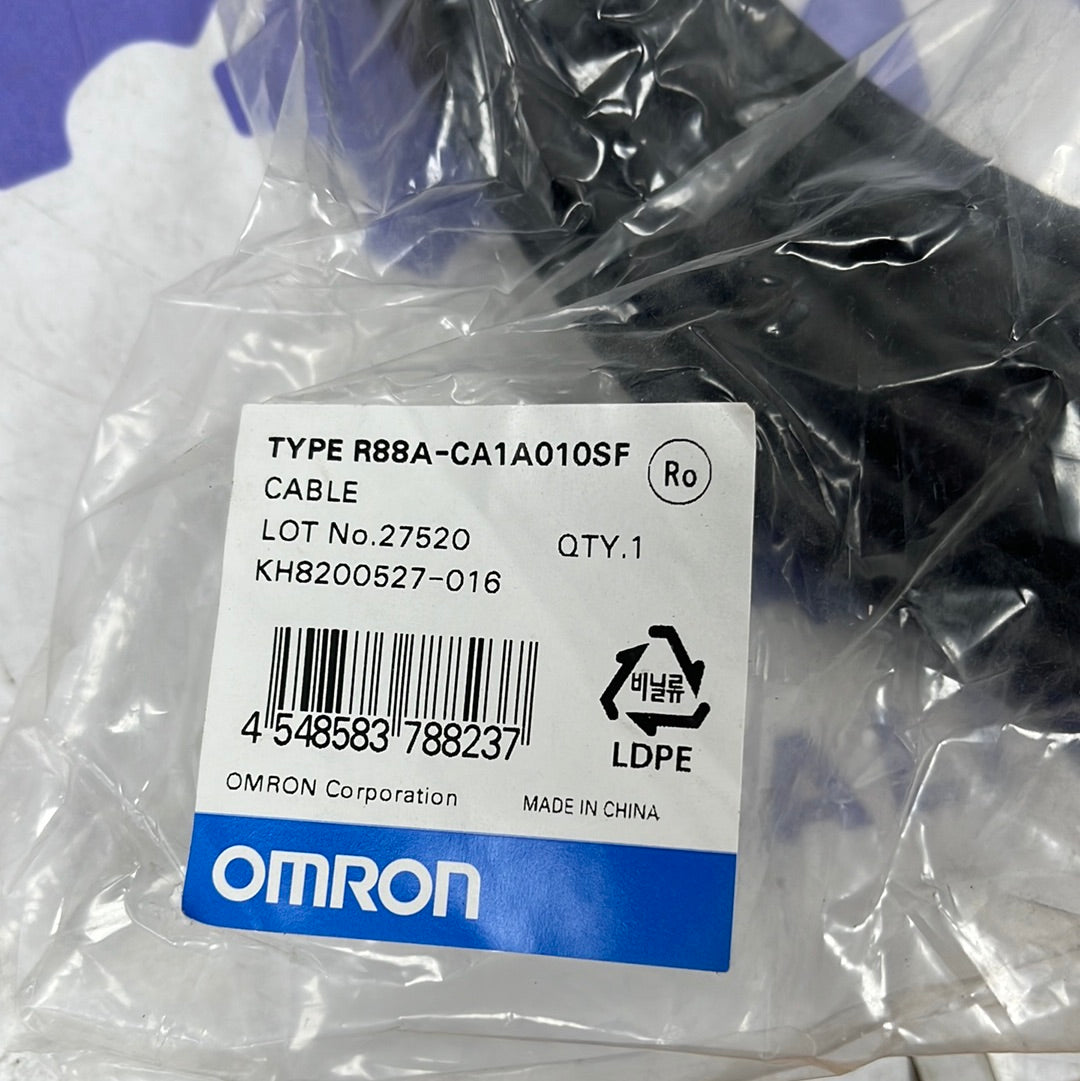 TYPE R88A-CA1A010SF
Ro
CABLE
LOT No.27520 QTY.1
KH8200527-016
비닐류
LDPE
4 548583 788237
OMRON Corporation MADE IN CHINA
OMRON